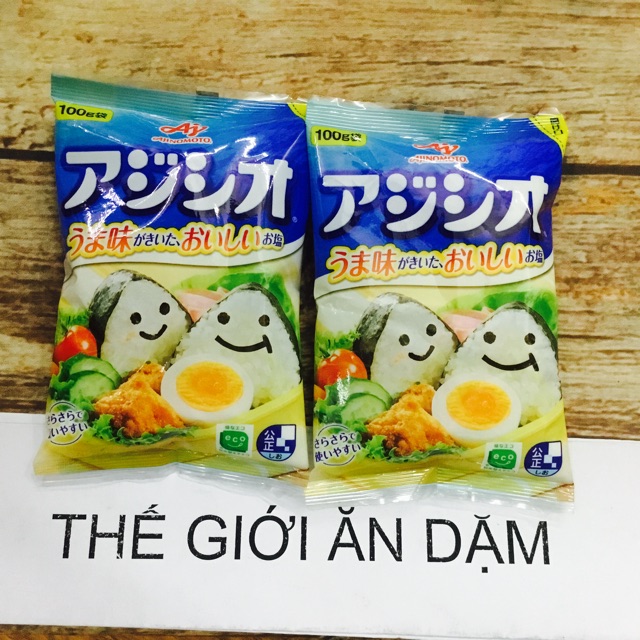 100g袋
AJINOMOTO
アジシオ
うま味がきいた、おいしいお塩
さらさらで
使いやすい
eco
公正
しお
100g袋
AJINOMOTO
アジシオ
うま味がきいた、おいしいお塩
さらさらで
使いやすい
eco
公正
しお
THẾ GIỚI ĂN DẶM